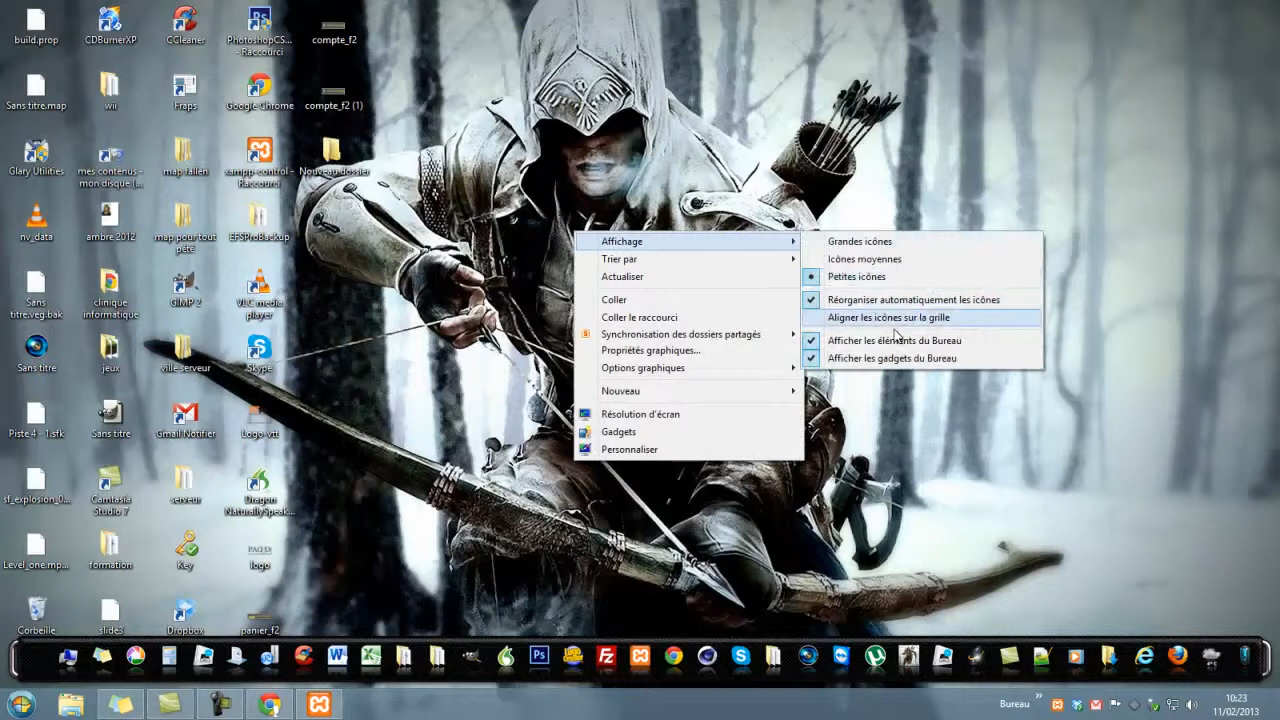 build.prop
CDBurnerXP
CCleaner
PhotoshopCS...
- Raccourci
compte_f2
Sans titre.map
wii
Fraps
Google Chrome
compte_f2 (1)
Glary Utilities
mes contenus -
mon disque (...
map fallen
xampp-control -
Raccourci
Nouveau dossier
nv_data
ambre 2012
map pour tout
pété
EFSProBackup
Sans
titre.veg.bak
clinique
informatique
GIMP 2
VLC media
player
Sans titre
jeux
ville serveur
Skype
Piste 4 - 1.sfk
Sans titre
Gmail Notifier
Logo-vtt
sf_explosion_0...
Camtasia
Studio 7
serveur
Dragon
NaturallySpeak...
Level_one.mp...
formation
Key
logo
Corbeille
slide3
Dropbox
panier_f2
Affichage
Trier par
Actualiser
Coller
Coller le raccourci
Synchronisation des dossiers partagés
Propriétés graphiques...
Options graphiques
Nouveau
Résolution d'écran
Gadgets
Personnaliser
Grandes icônes
Icônes moyennes
Petites icônes
Réorganiser automatiquement les icônes
Aligner les icônes sur la grille
Afficher les éléments du Bureau
Afficher les gadgets du Bureau
Bureau
10:23
11/02/2013